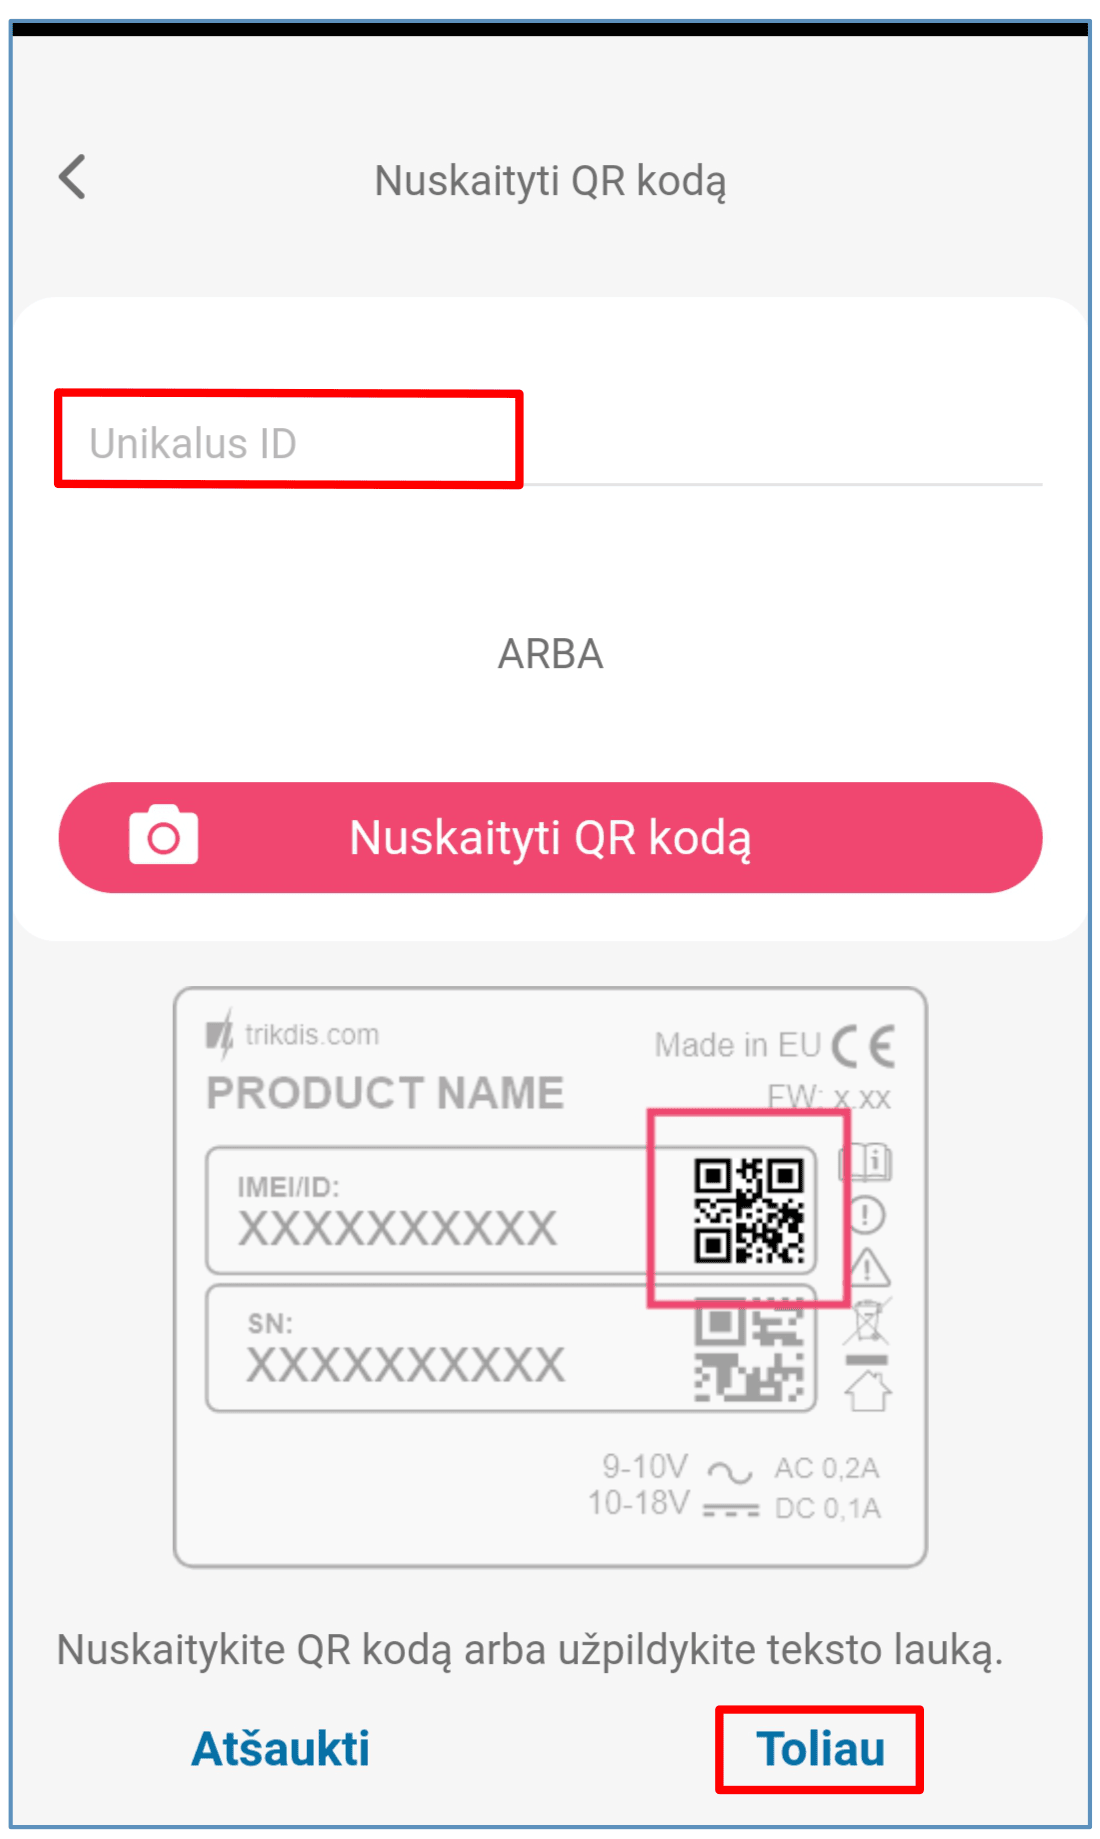 Nuskaityti QR kodą
Unikalus ID
ARBA
Nuskaityti QR kodą
trikdis.com
Made in EU CE
PRODUCT NAME
FW: x.xx
IMEI/ID:
XXXXXXXXXX
SN:
XXXXXXXXXX
9-10V AC 0,2A
10-18V DC 0,1A
Nuskaitykite QR kodą arba užpildykite teksto lauką.
Atšaukti Toliau